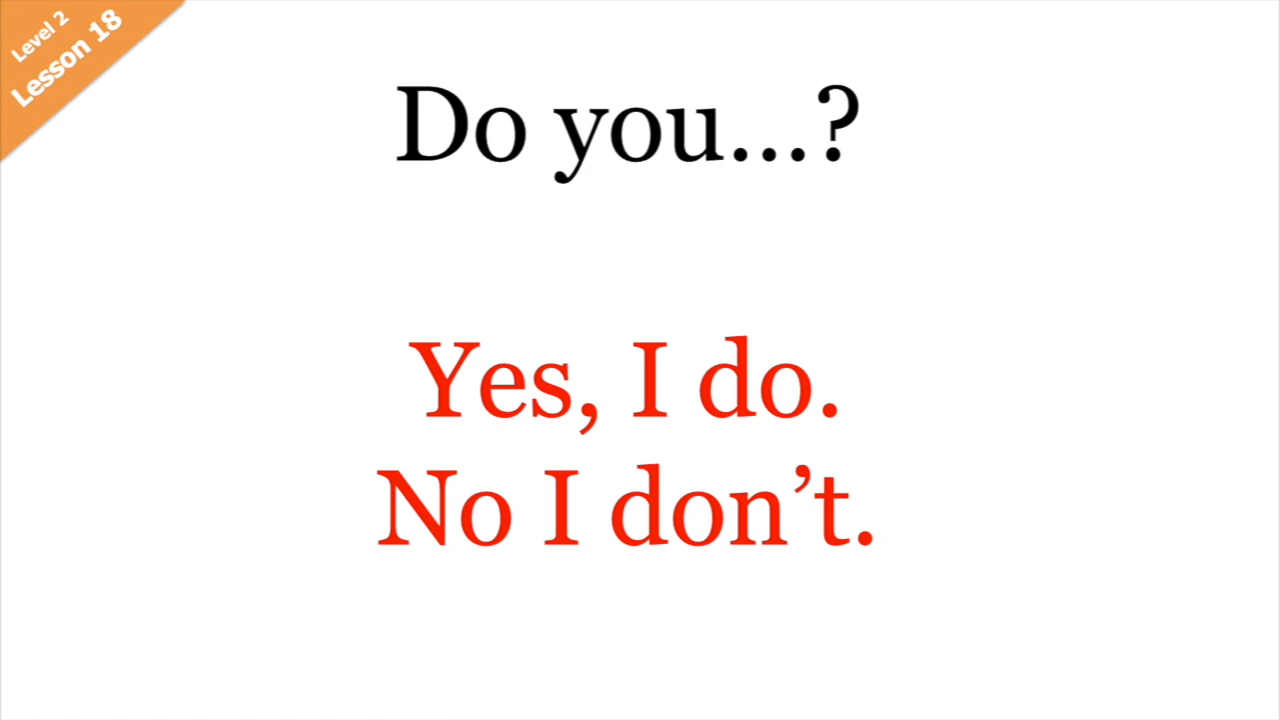 Level 2
Lesson 18
Do you...?
Yes, I do.
No I don’t.